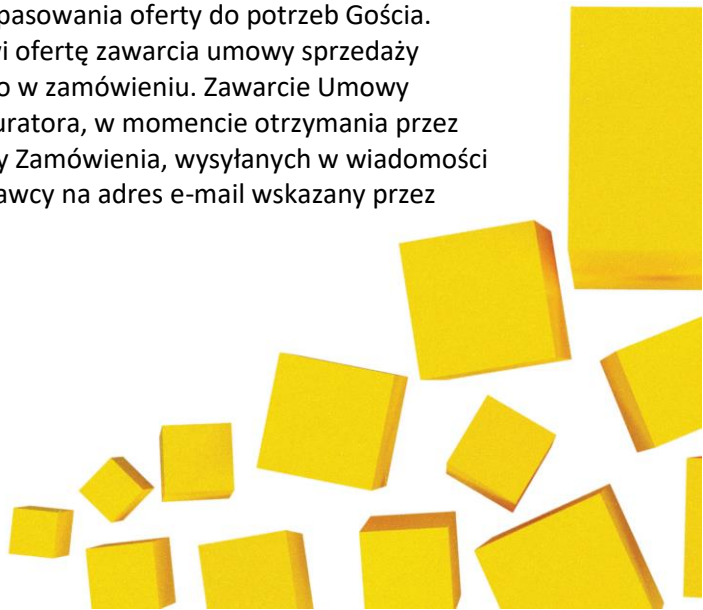 pasowania oferty do potrzeb Gościa.
vi ofertę zawarcia umowy sprzedaży
o w zamówieniu. Zawarcie Umowy
uratora, w momencie otrzymania przez
y Zamówienia, wysyłanych w wiadomości
awcy na adres e-mail wskazany przez